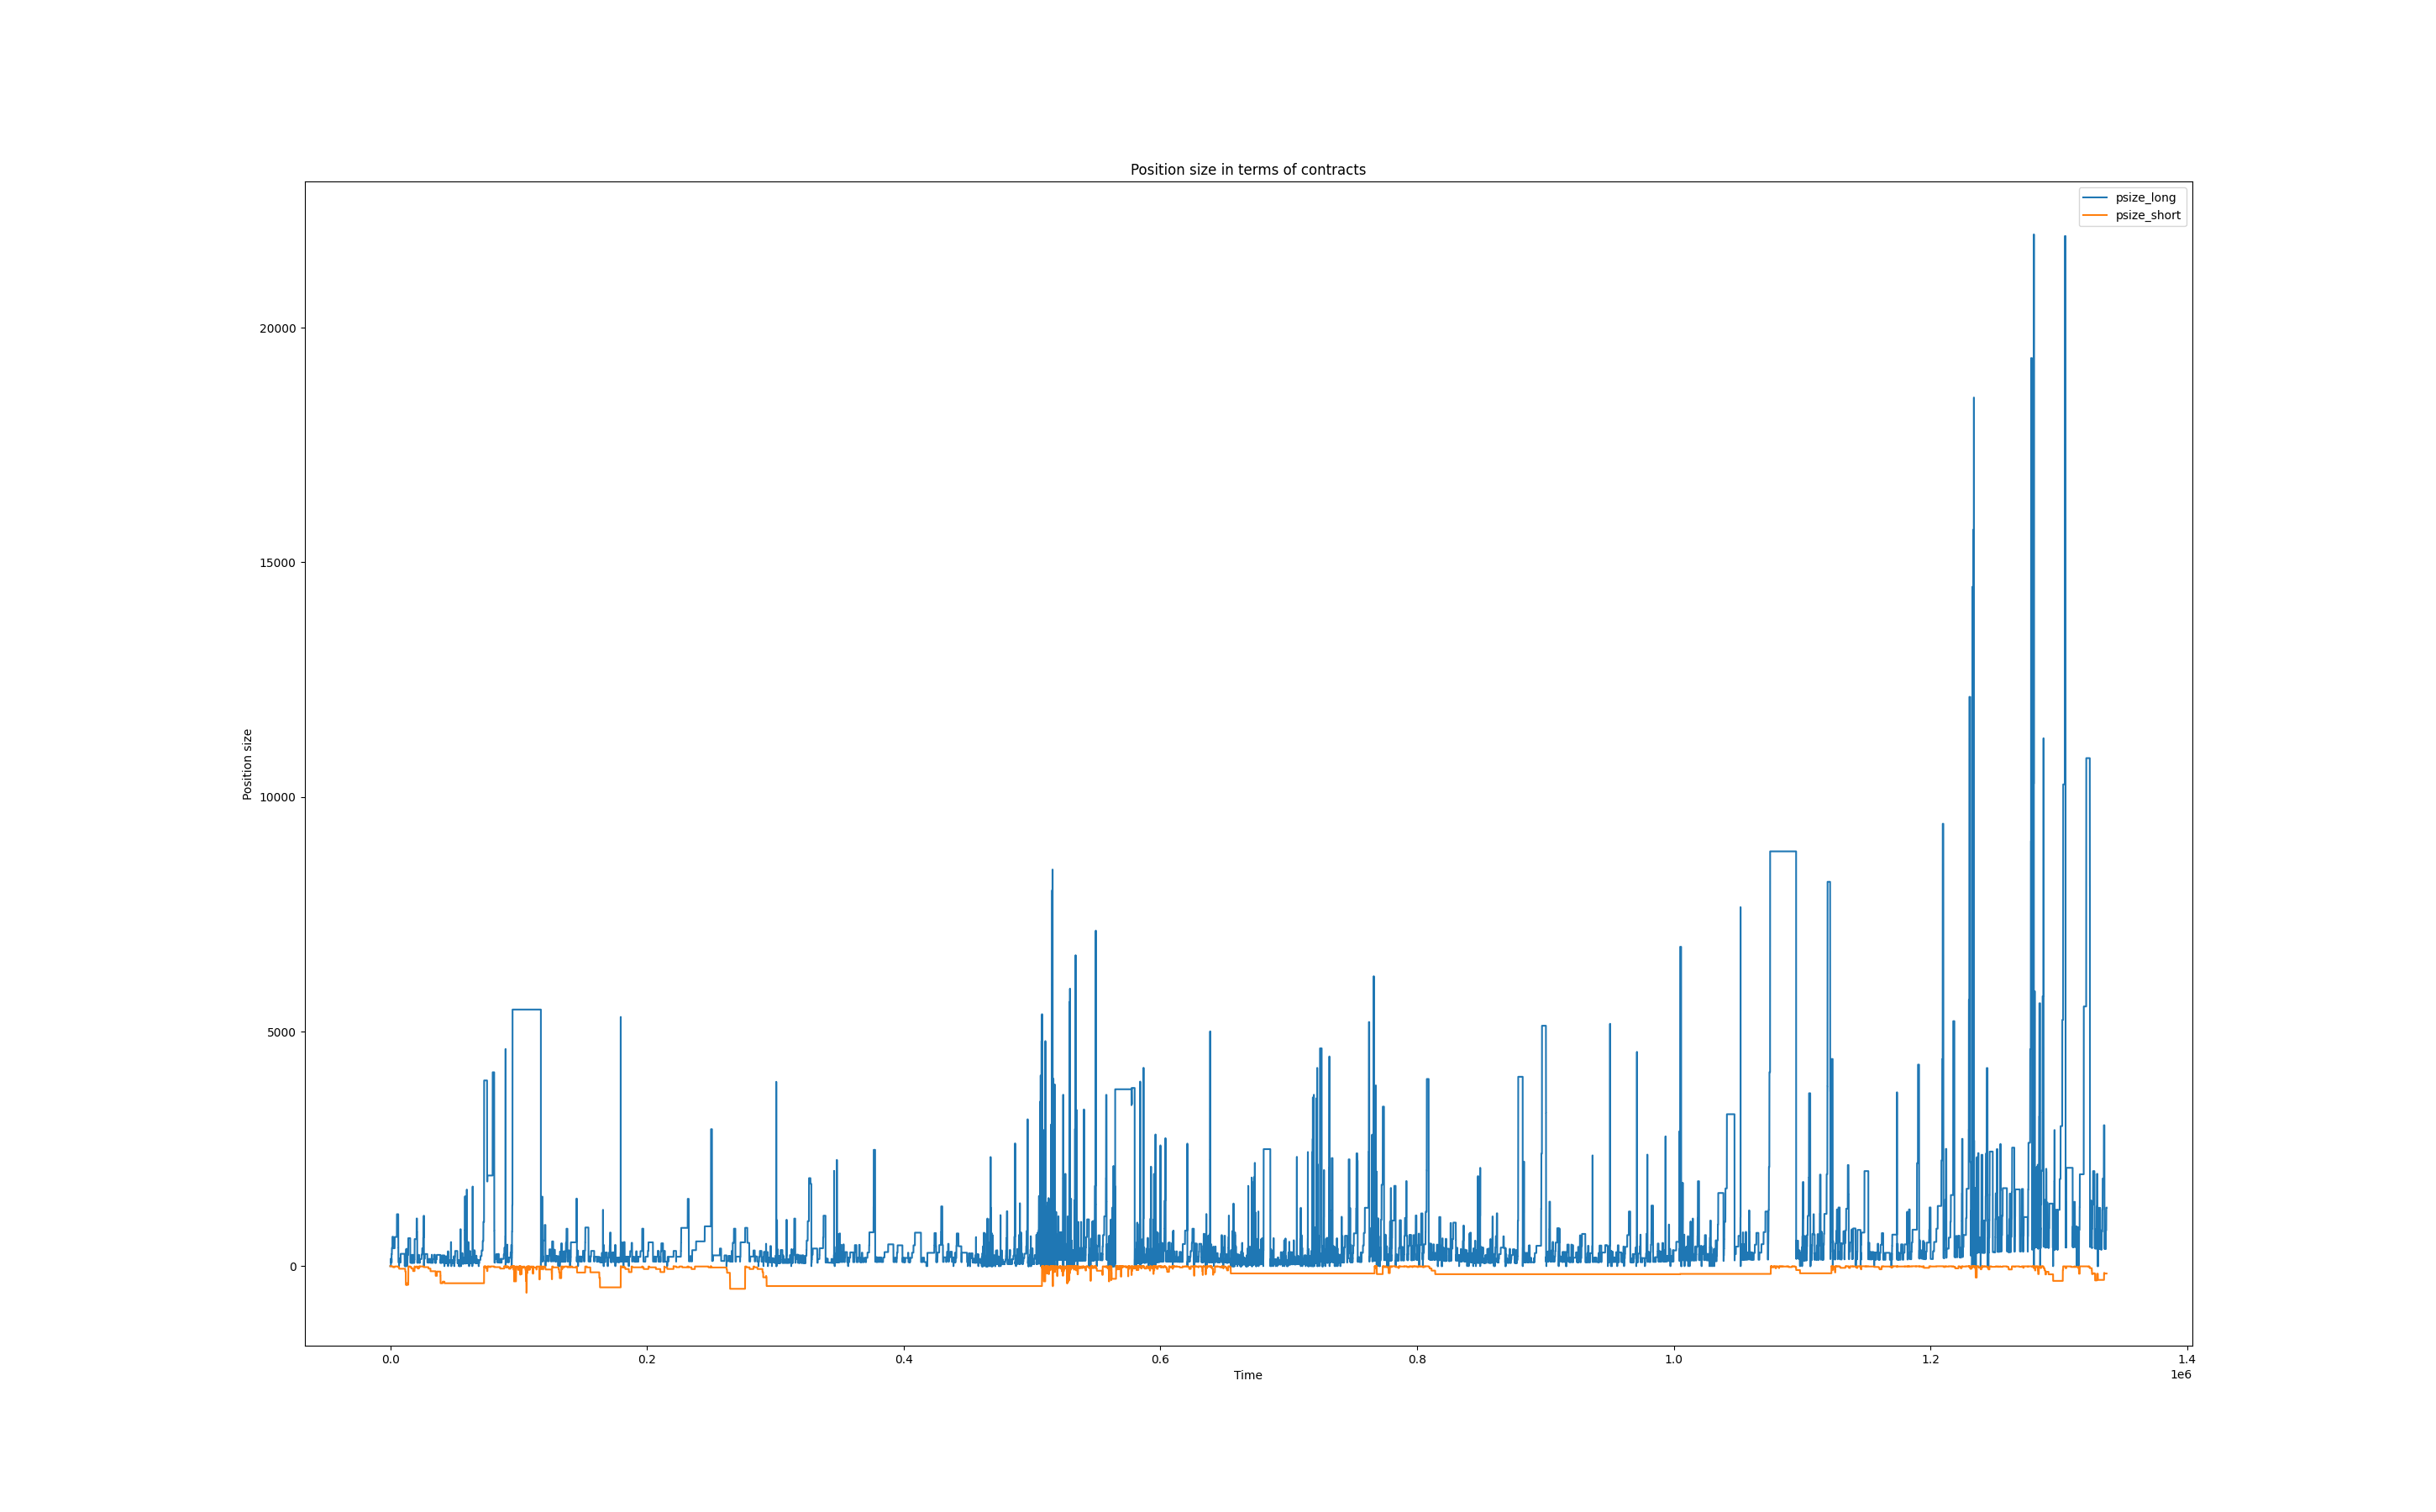 Position size in terms of contracts
psize_long
psize_short
Position size
20000
15000
10000
5000
0
0.0
0.2
0.4
0.6
0.8
1.0
1.2
1.4
Time
1e6